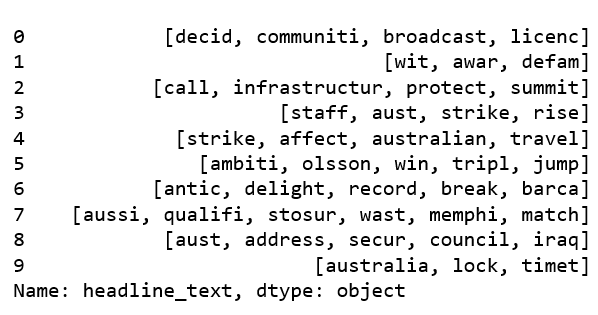 0 [decid, communiti, broadcast, licenc]
1 [wit, awar, defam]
2 [call, infrastructur, protect, summit]
3 [staff, aust, strike, rise]
4 [strike, affect, australian, travel]
5 [ambiti, olsson, win, tripl, jump]
6 [antic, delight, record, break, barca]
7 [aussi, qualifi, stosur, wast, memphi, match]
8 [aust, address, secur, council, iraq]
9 [australia, lock, timet]
Name: headline_text, dtype: object